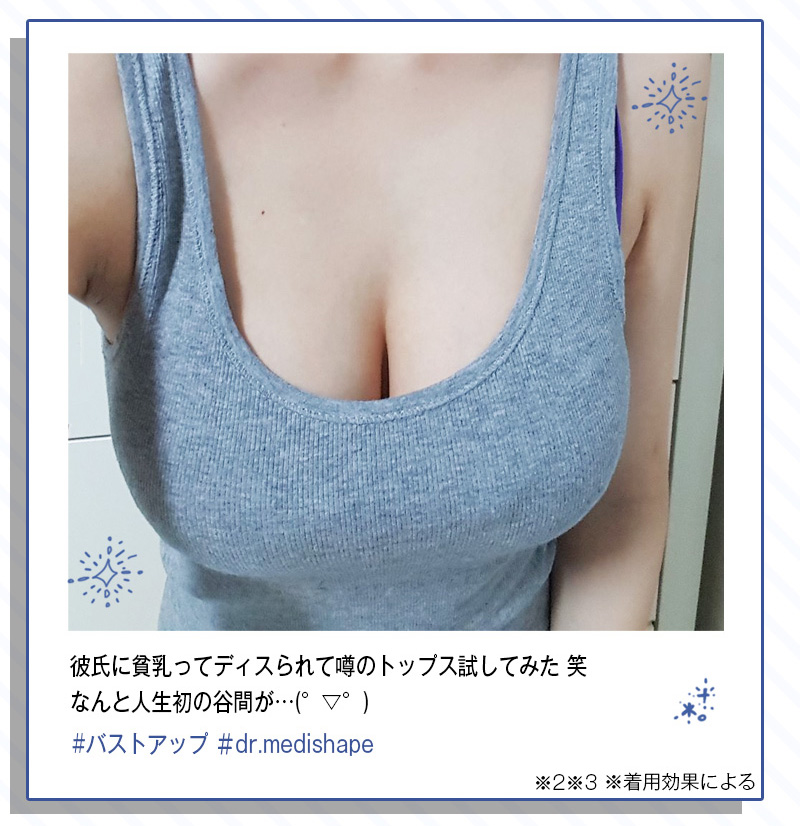 彼氏に貧乳ってディスられて噂のトップス試してみた 笑
なんと人生初の谷間が…(ﾟ▽ﾟ)
#バストアップ #dr.medishape
※2※3 ※着用効果による